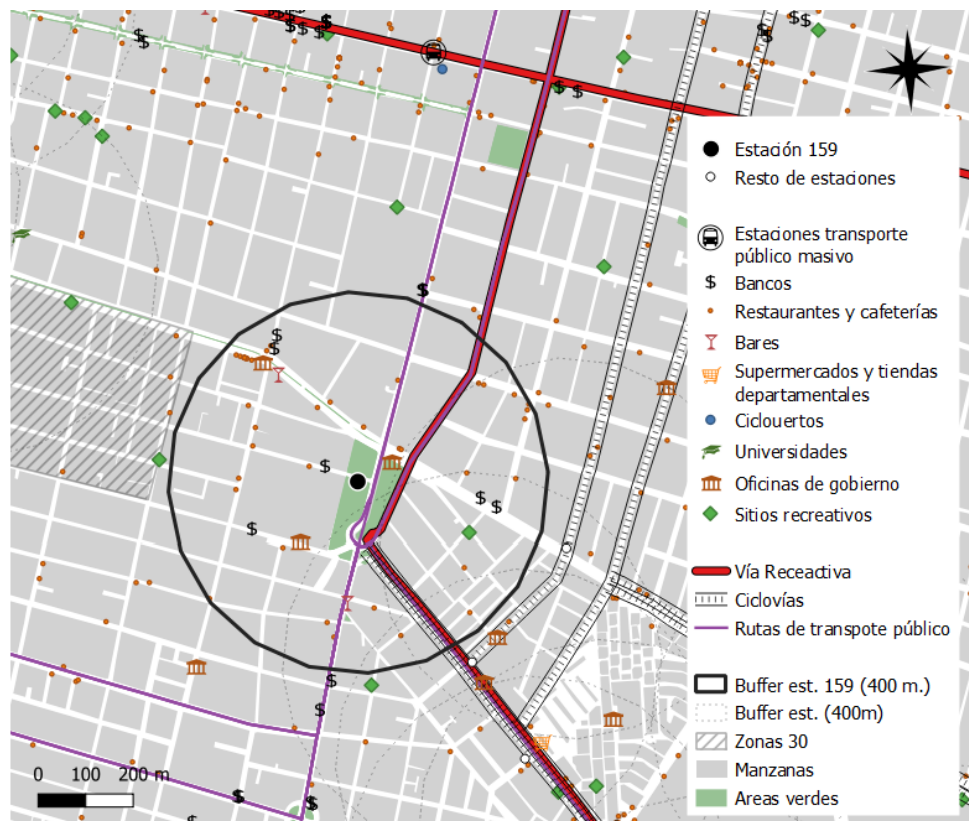 Estación 159
Resto de estaciones
Estaciones transporte
público masivo
$ Bancos
Restaurantes y cafeterías
Bares
Supermercados y tiendas
departamentales
Ciclouertos
Universidades
Oficinas de gobierno
Sitios recreativos
Vía Receactiva
Ciclovías
Rutas de transpote público
Buffer est. 159 (400 m.)
Buffer est. (400m)
Zonas 30
Manzanas
Areas verdes
0 100 200 m